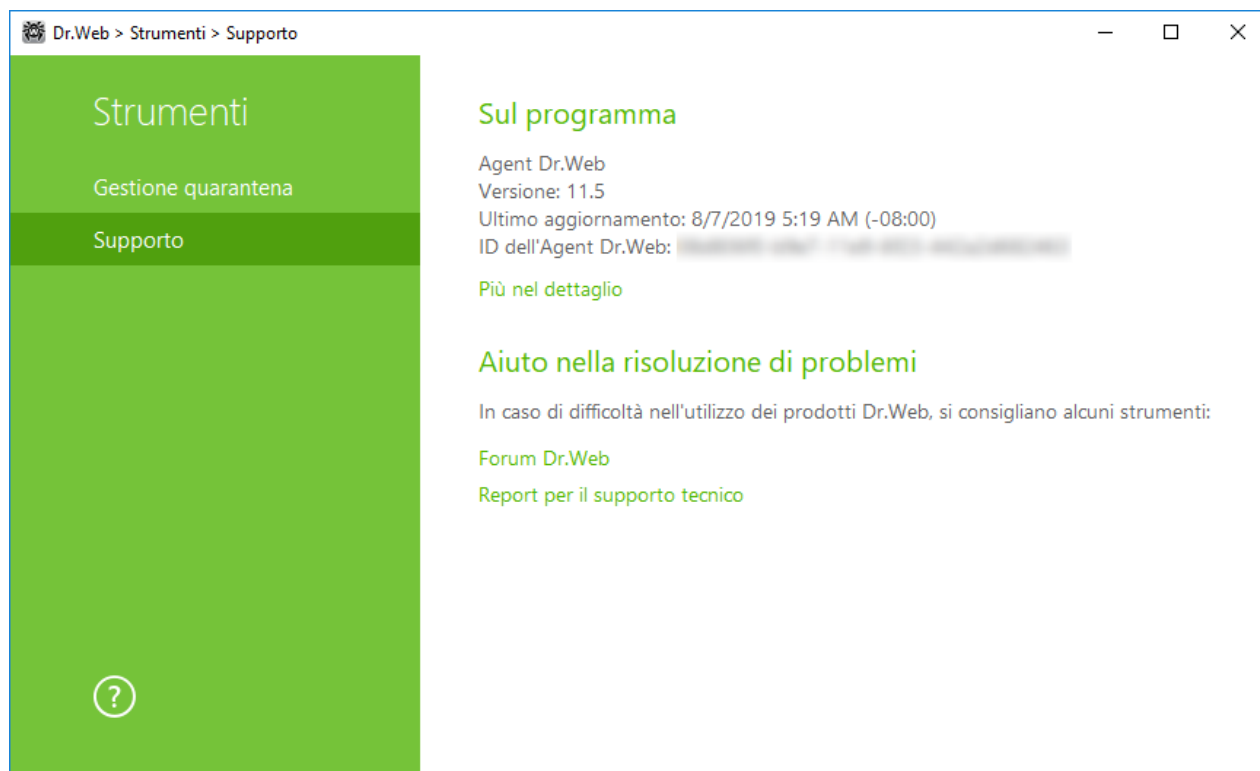 Dr.Web > Strumenti > Supporto
Strumenti
Gestione quarantena
Supporto
?
Sul programma
Agent Dr.Web
Versione: 11.5
Ultimo aggiornamento: 8/7/2019 5:19 AM (-08:00)
ID dell'Agent Dr.Web:
Più nel dettaglio
Aiuto nella risoluzione di problemi
In caso di difficoltà nell'utilizzo dei prodotti Dr.Web, si consigliano alcuni strumenti:
Forum Dr.Web
Report per il supporto tecnico